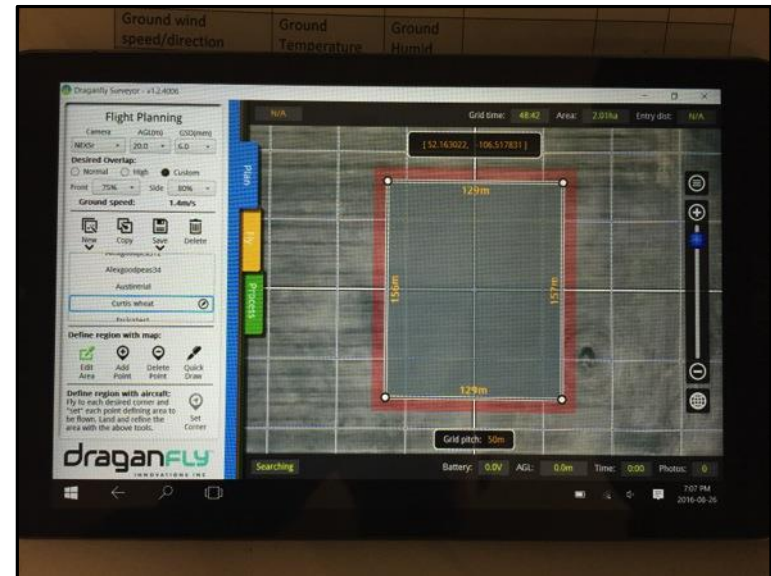 Ground wind
speed/direction
Ground
Temperature
Ground
Humid
Draganfly Surveyor - v1.2.4006
Flight Planning
Camera AGL(m) GSD(mm)
NEX5r 20.0 6.0
Desired Overlap:
Normal High Custom
Front 75% Side 80%
Ground speed: 1.4m/s
New Copy Save Delete
Alexgoodpeas3d
Austinrial
Curtis wheat
Define region with map:
Edit Area
Add Point
Delete Point
Quick Draw
Define region with aircraft:
Fly to each desired corner and
"set" each point defining area to
be flown. Land and refine the
area with the above tools.
Set Corner
draganFLY
INNOVATIONS INC
Plan
Fly
Process
N/A Grid time: 48:42 Area: 2.01ha Entry dist: N/A
[ 52.163022, -106.517831 ]
129m
156m
157m
129m
Grid pitch: 50m
Searching Battery: 0.0V AGL: 0.0m Time: 0:00 Photos: 0
7:07 PM
2016-08-26